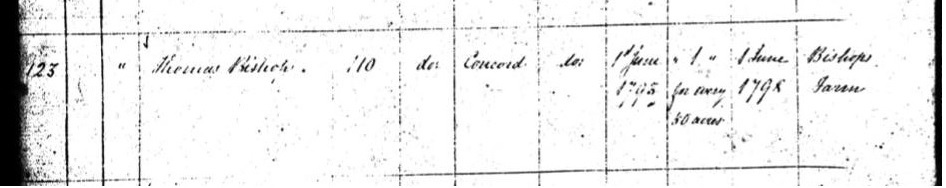 123 " Thomas Bishop. 110 do: Concord do: 1st June " 1 " 1 June Bishops
1795 for every 1798 Farm
50 acres